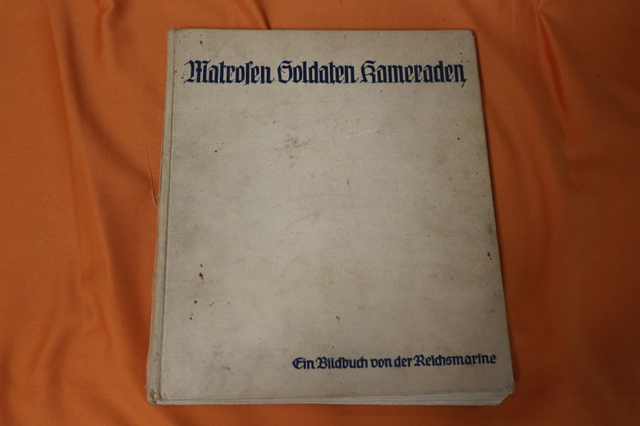 Matrosen Soldaten Kameraden
Ein Bildbuch von der Reichsmarine